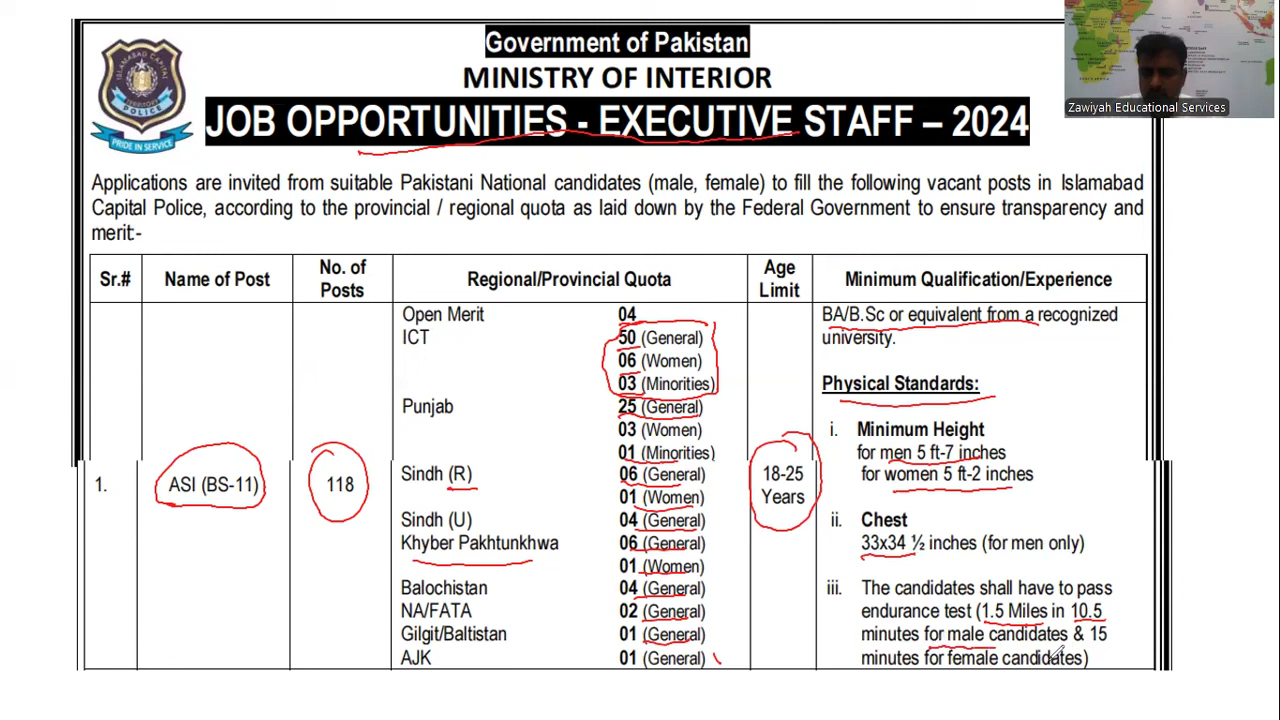 Government of Pakistan
MINISTRY OF INTERIOR
JOB OPPORTUNITIES - EXECUTIVE STAFF – 2024
ISLAMABAD CAPITAL
TERRITORY
POLICE
PRIDE IN SERVICE
Zawiyah Educational Services
Applications are invited from suitable Pakistani National candidates (male, female) to fill the following vacant posts in Islamabad
Capital Police, according to the provincial / regional quota as laid down by the Federal Government to ensure transparency and
merit:-
Sr.# Name of Post No. of Posts Regional/Provincial Quota Age Limit Minimum Qualification/Experience
1.
ASI (BS-11)
118
Open Merit 04
ICT 50 (General)
06 (Women)
03 (Minorities)
Punjab 25 (General)
03 (Women)
01 (Minorities)
Sindh (R) 06 (General)
01 (Women)
Sindh (U) 04 (General)
Khyber Pakhtunkhwa 06 (General)
01 (Women)
Balochistan 04 (General)
NA/FATA 02 (General)
Gilgit/Baltistan 01 (General)
AJK 01 (General)
18-25
Years
BA/B.Sc or equivalent from a recognized
university.
Physical Standards:
i. Minimum Height
for men 5 ft-7 inches
for women 5 ft-2 inches
ii. Chest
33x34 ½ inches (for men only)
iii. The candidates shall have to pass
endurance test (1.5 Miles in 10.5
minutes for male candidates & 15
minutes for female candidates)